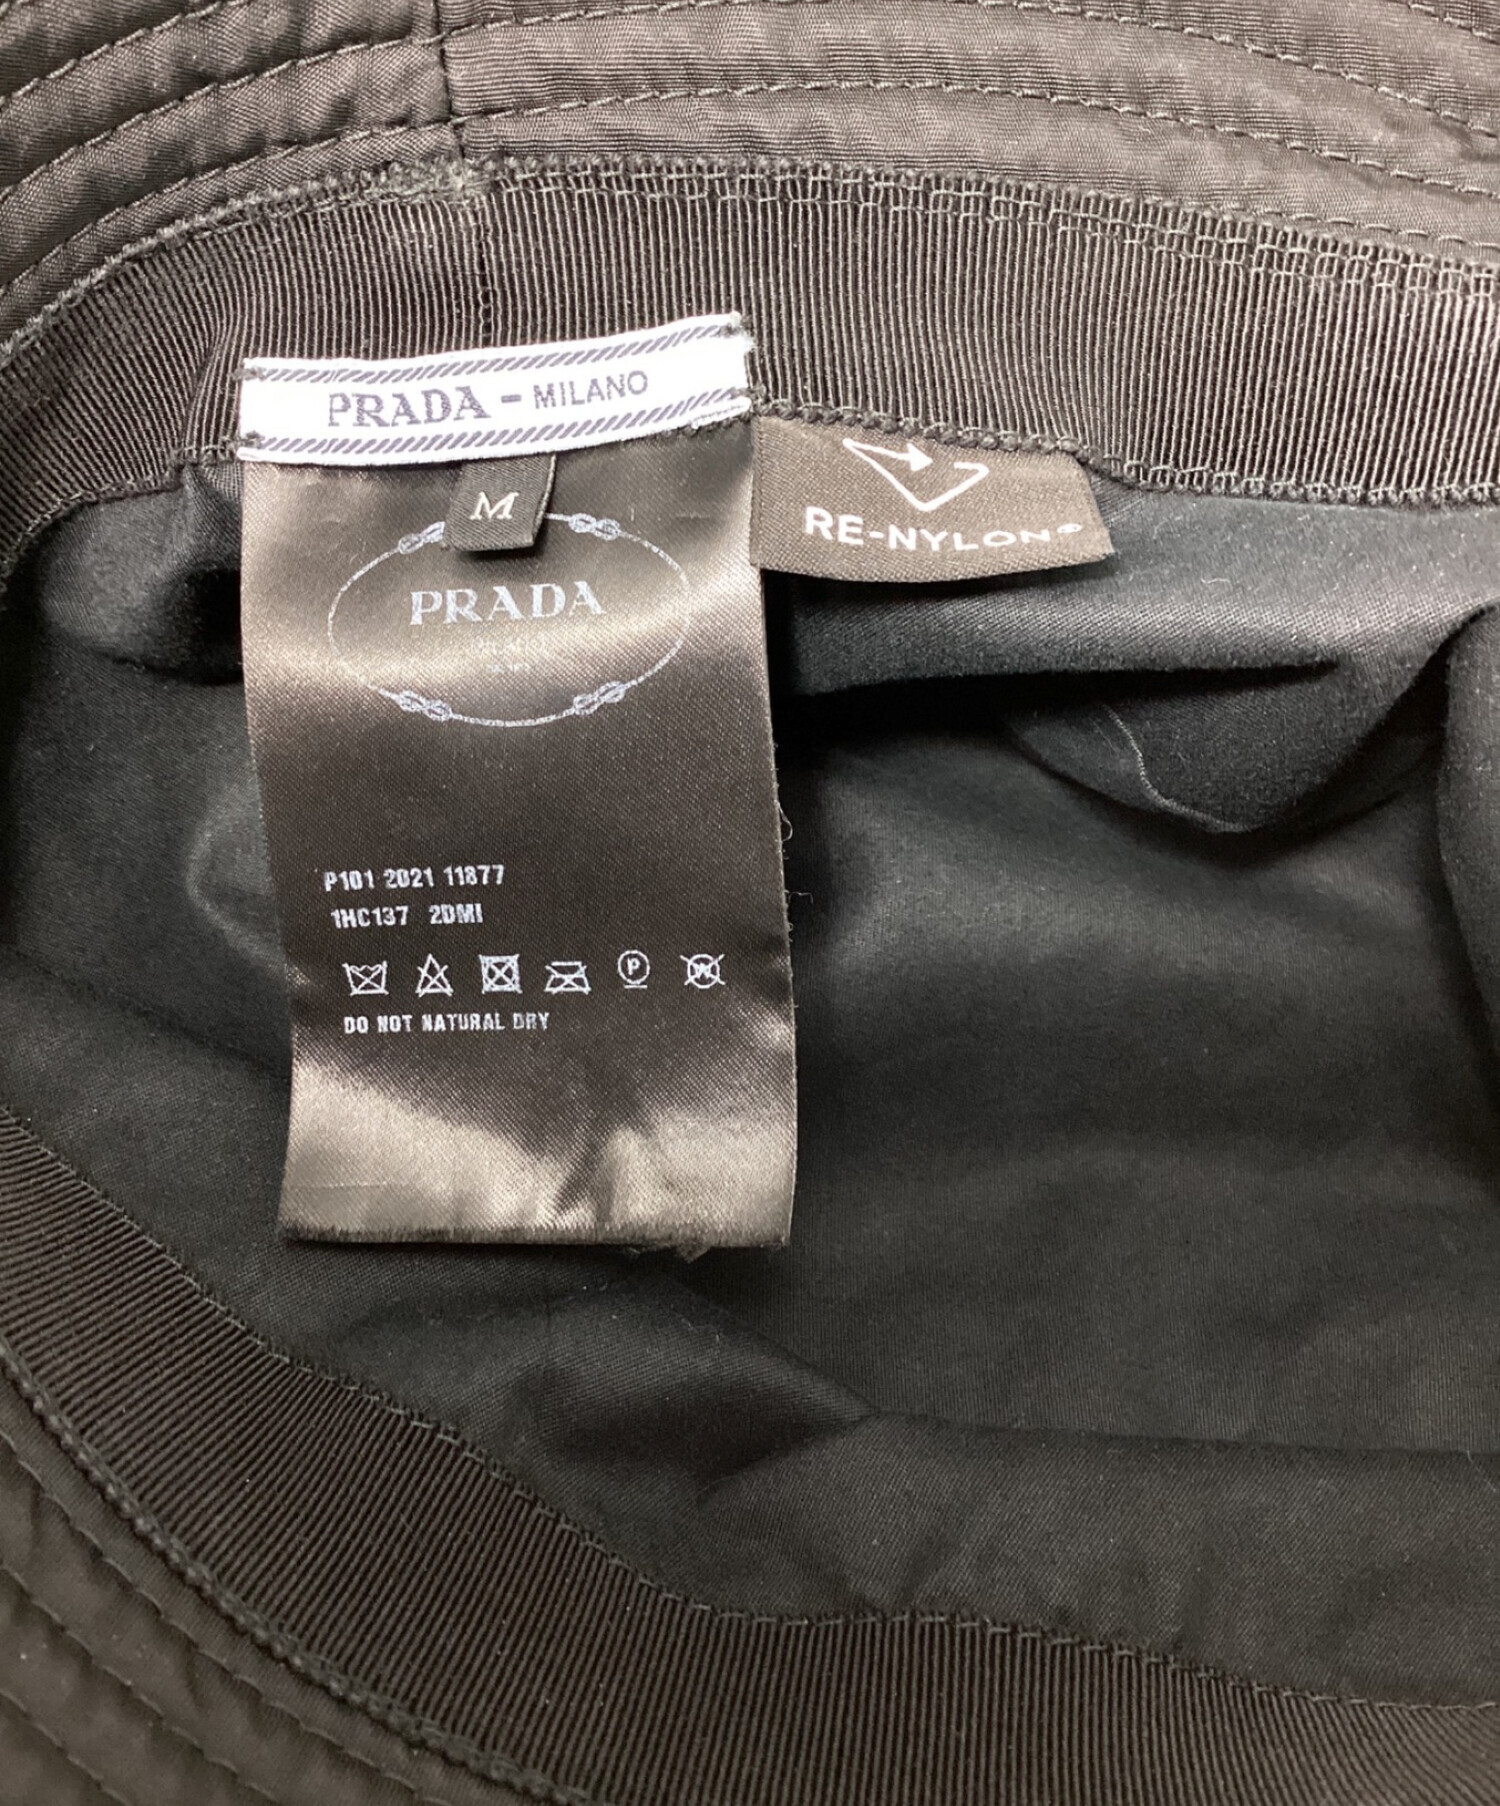 PRADA - MILANO
M
RE-NYLON®
PRADA
P101 2021 11877
1HC137 2DMI
P W
DO NOT NATURAL DRY